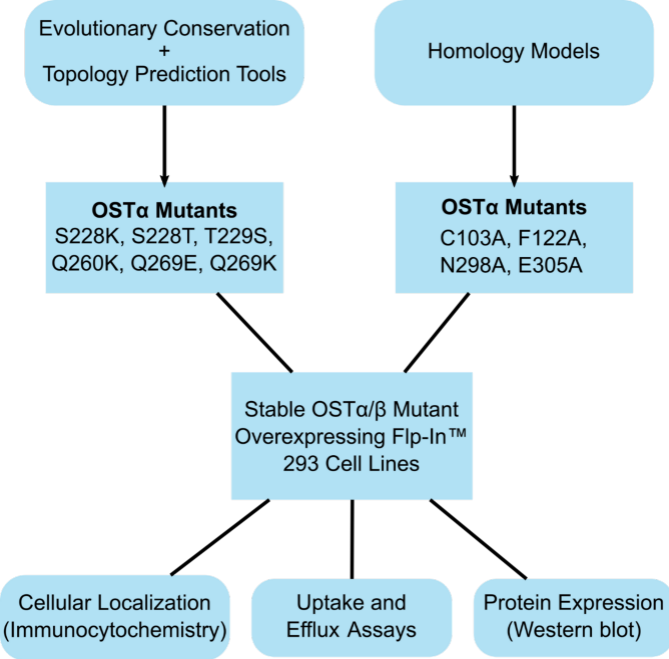 Evolutionary Conservation
+
Topology Prediction Tools
Homology Models
OSTα Mutants
S228K, S228T, T229S,
Q260K, Q269E, Q269K
OSTα Mutants
C103A, F122A,
N298A, E305A
Stable OSTα/β Mutant
Overexpressing Flp-In™
293 Cell Lines
Cellular Localization
(Immunocytochemistry)
Uptake and
Efflux Assays
Protein Expression
(Western blot)